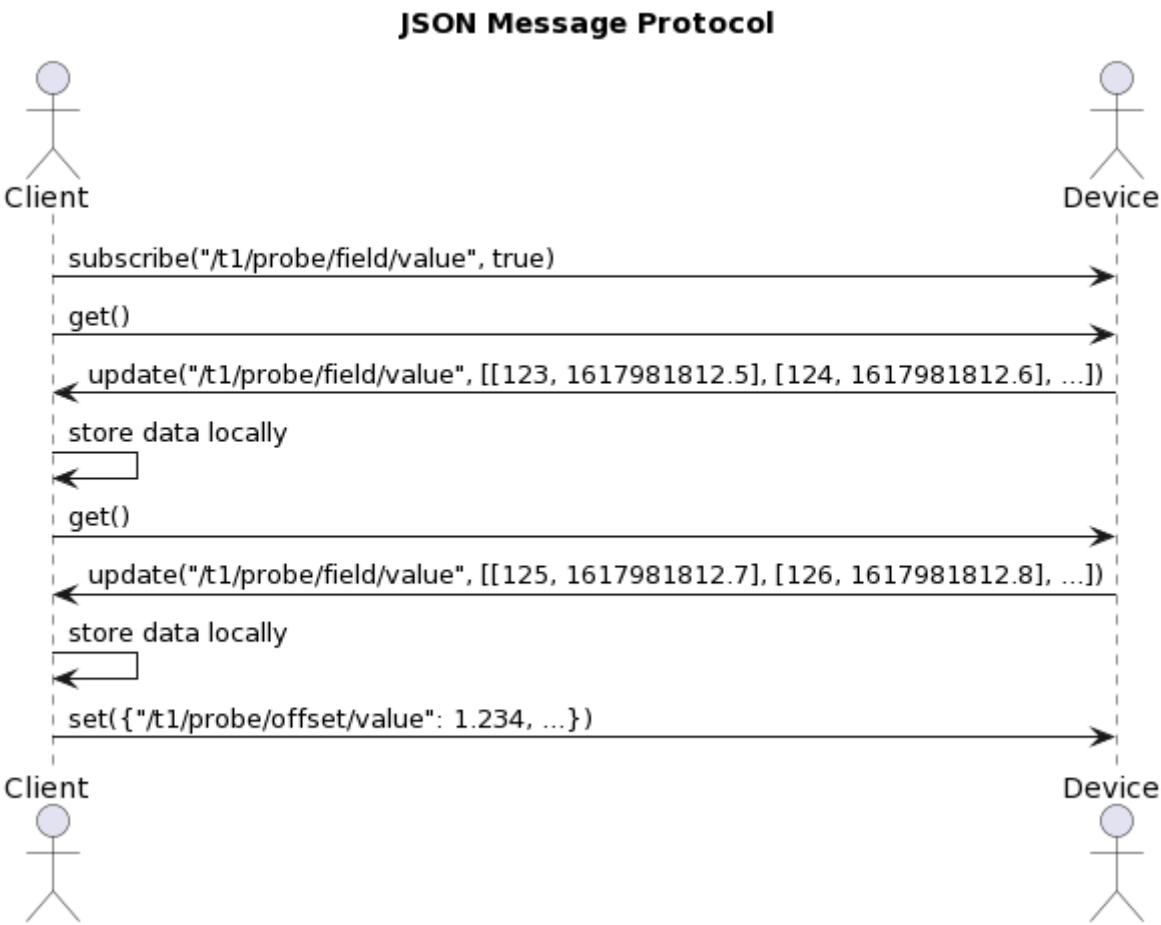 JSON Message Protocol
Client
Device
subscribe("/t1/probe/field/value", true)
get()
update("/t1/probe/field/value", [[123, 1617981812.5], [124, 1617981812.6], ...])
store data locally
get()
update("/t1/probe/field/value", [[125, 1617981812.7], [126, 1617981812.8], ...])
store data locally
set({"/t1/probe/offset/value": 1.234, ...})
Client
Device